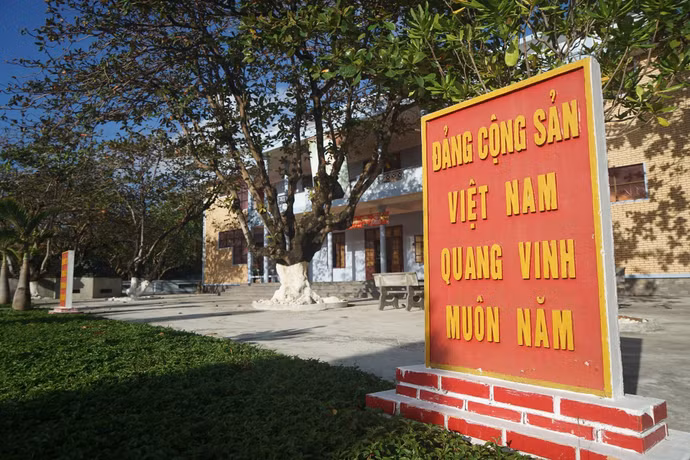 ĐẢNG CỘNG SẢN
VIỆT NAM
QUANG VINH
MUÔN NĂM